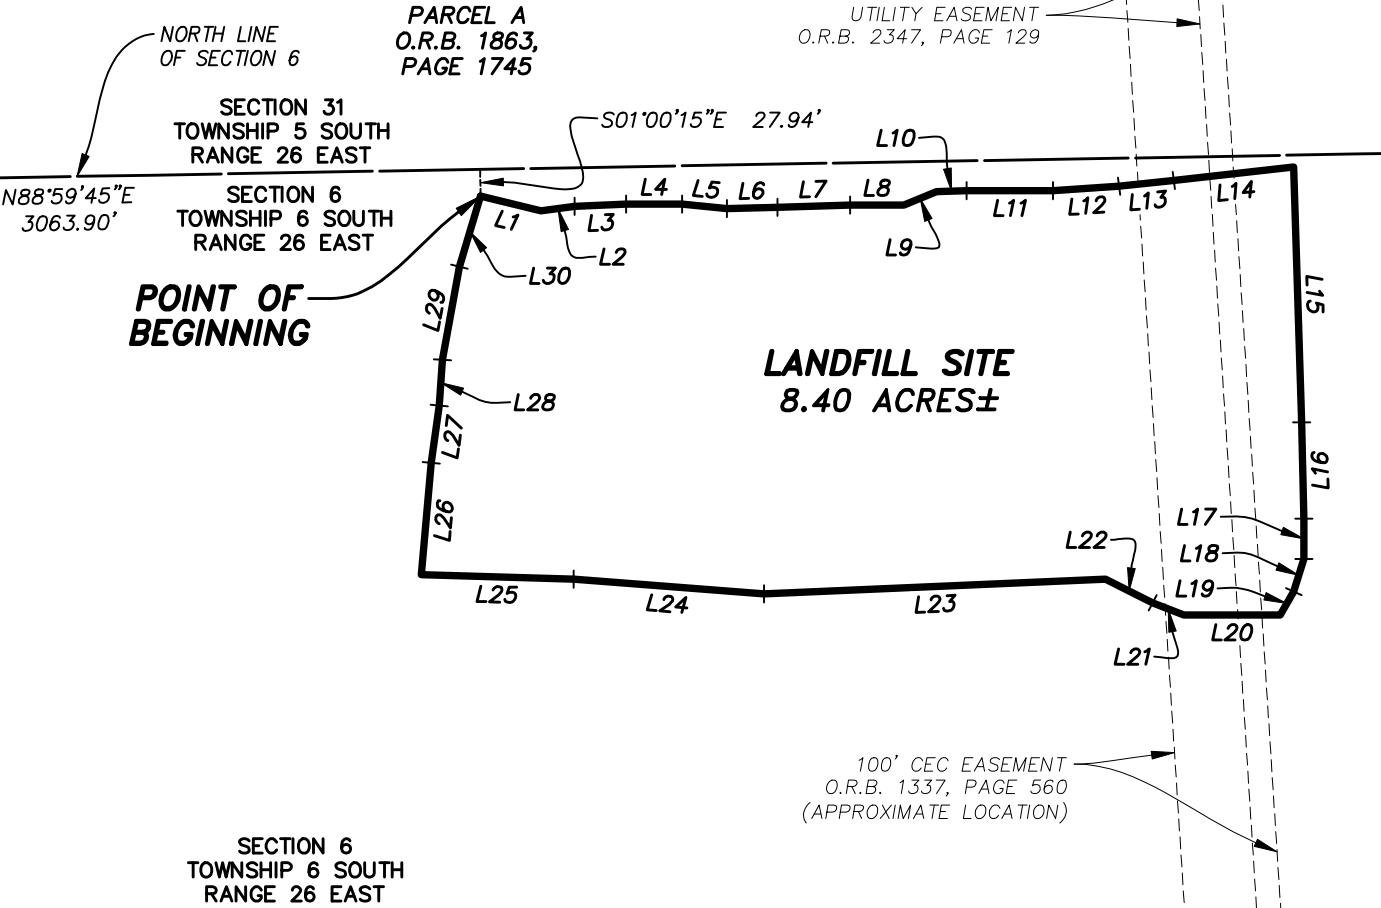 PARCEL A
O.R.B. 1863,
PAGE 1745
UTILITY EASEMENT
O.R.B. 2347, PAGE 129
NORTH LINE
OF SECTION 6
SECTION 31
TOWNSHIP 5 SOUTH
RANGE 26 EAST
S01°00'15"E 27.94'
N88°59'45"E
3063.90'
SECTION 6
TOWNSHIP 6 SOUTH
RANGE 26 EAST
L10
L1
L2
L3
L4
L5
L6
L7
L8
L9
L11
L12
L13
L14
L30
POINT OF
BEGINNING
L29
L15
LANDFILL SITE
8.40 ACRES±
L28
L27
L16
L26
L17
L22
L18
L19
L25
L24
L23
L20
L21
100' CEC EASEMENT
O.R.B. 1337, PAGE 560
(APPROXIMATE LOCATION)
SECTION 6
TOWNSHIP 6 SOUTH
RANGE 26 EAST